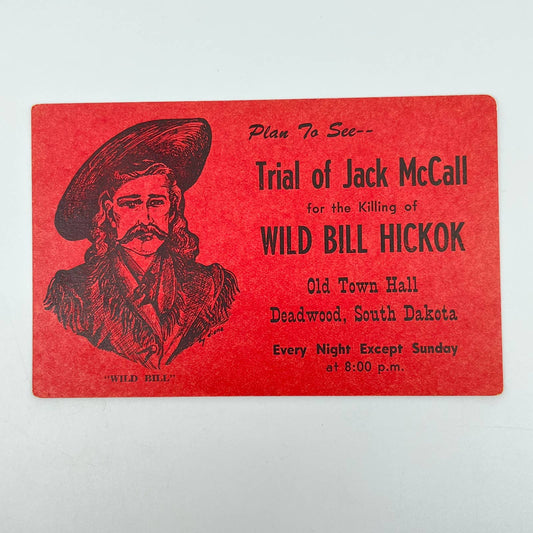 Plan To See--
Trial of Jack McCall
for the Killing of
WILD BILL HICKOK
Old Town Hall
Deadwood, South Dakota
Every Night Except Sunday
at 8:00 p.m.
"WILD BILL"